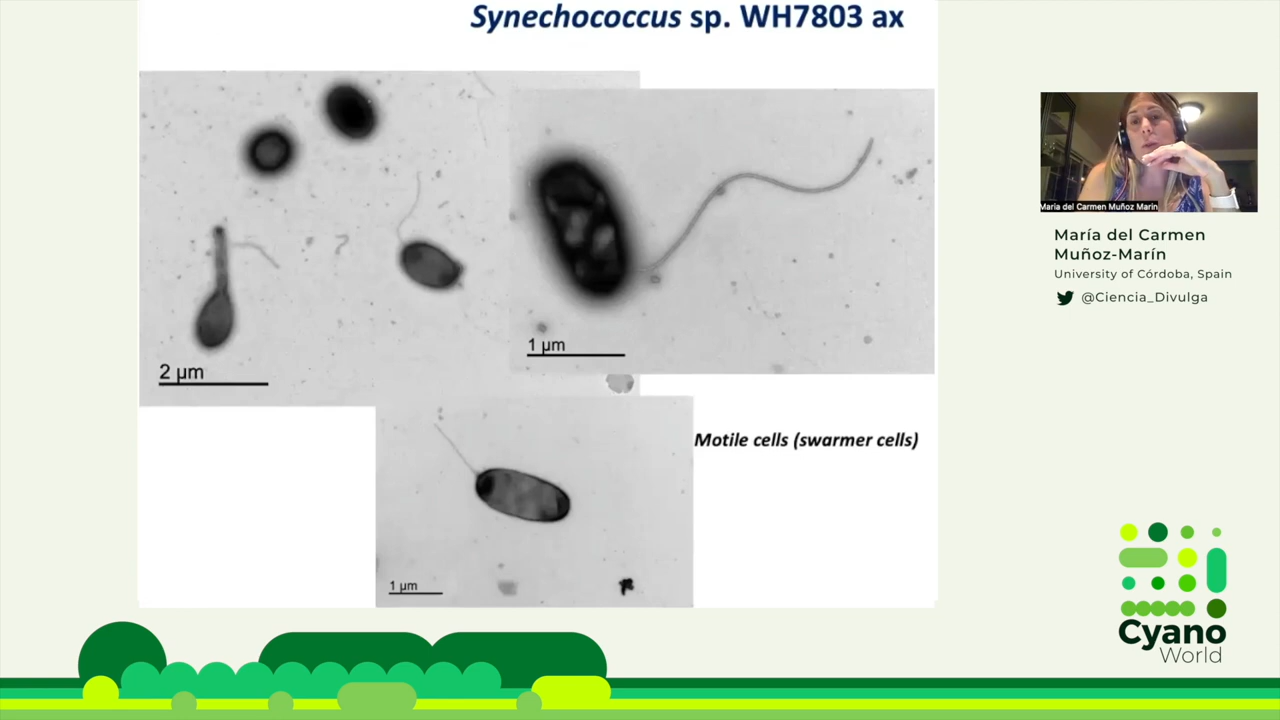 Synechococcus sp. WH7803 ax
2 µm
1 µm
1 µm
Motile cells (swarmer cells)
María del Carmen Muñoz Marín
María del Carmen
Muñoz-Marín
University of Córdoba, Spain
@Ciencia_Divulga
Cyano
World